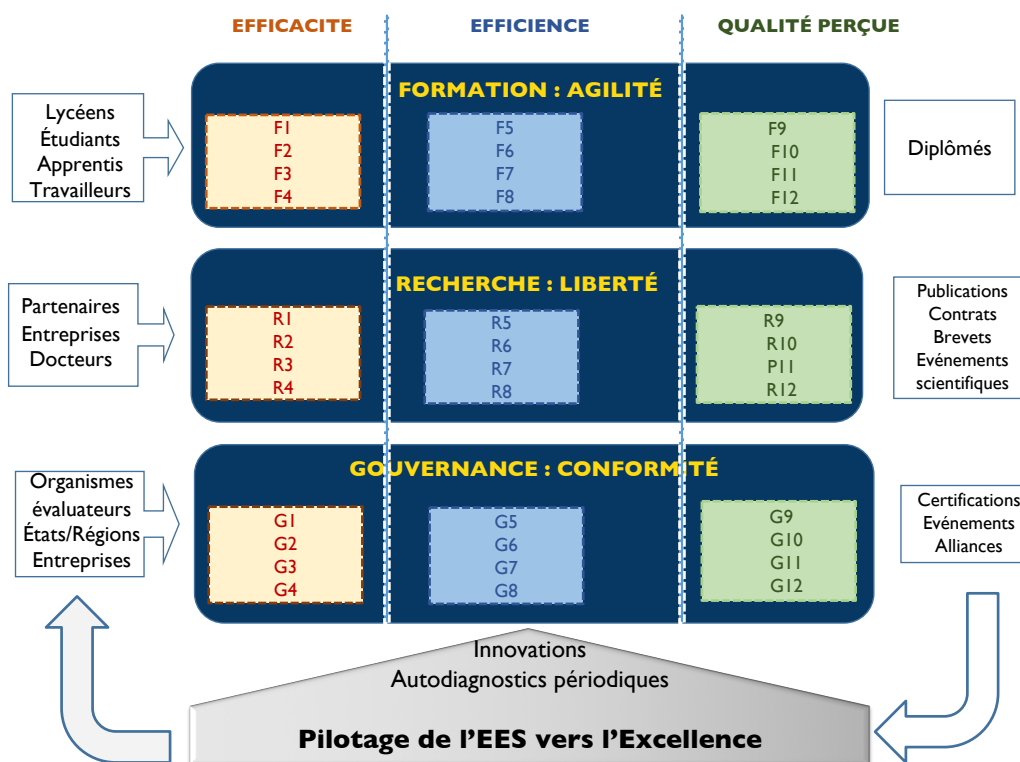 EFFICACITE
EFFICIENCE
QUALITÉ PERÇUE
Lycéens
Étudiants
Apprentis
Travailleurs
FORMATION : AGILITÉ
F1
F2
F3
F4
F5
F6
F7
F8
F9
F10
F11
F12
Diplômés
Partenaires
Entreprises
Docteurs
RECHERCHE : LIBERTÉ
R1
R2
R3
R4
R5
R6
R7
R8
R9
R10
P11
R12
Publications
Contrats
Brevets
Evénements
scientifiques
Organismes
évaluateurs
États/Régions
Entreprises
GOUVERNANCE : CONFORMITÉ
G1
G2
G3
G4
G5
G6
G7
G8
G9
G10
G11
G12
Certifications
Evénements
Alliances
Innovations
Autodiagnostics périodiques
Pilotage de l'EES vers l'Excellence